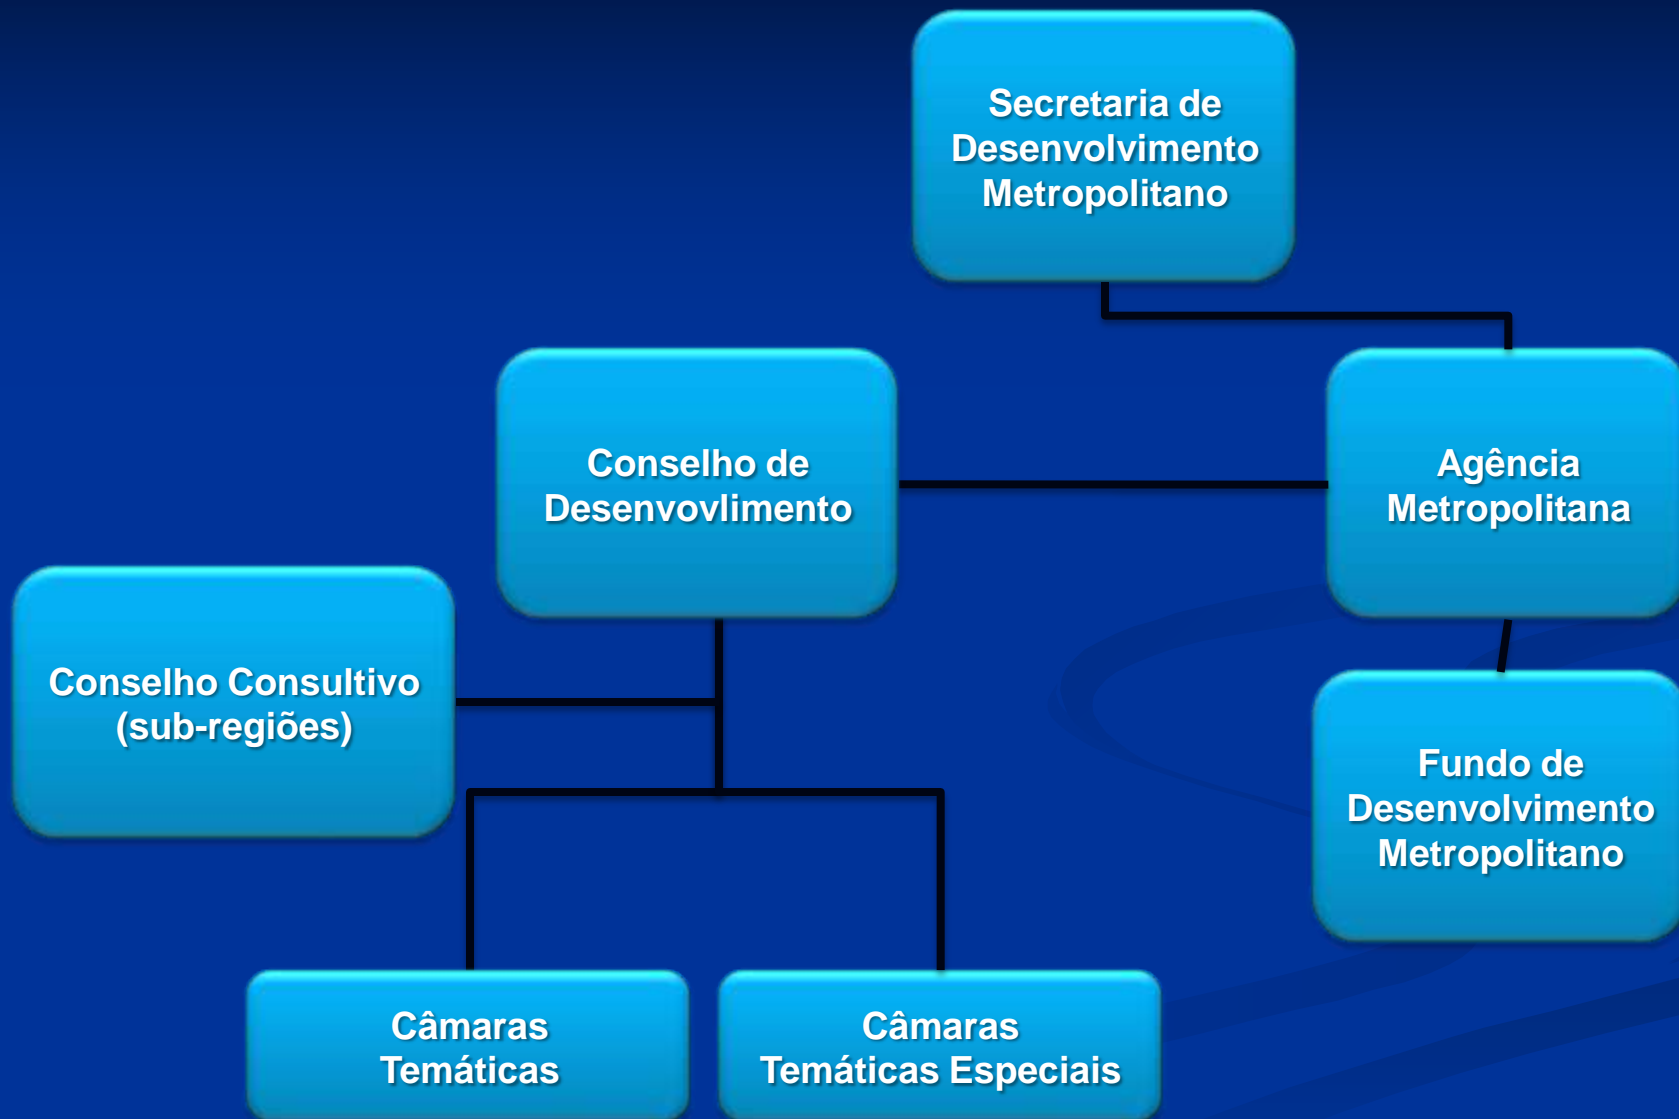 Secretaria de
Desenvolvimento
Metropolitano
Conselho de
Desenvovlimento
Agência
Metropolitana
Conselho Consultivo
(sub-regiões)
Fundo de
Desenvolvimento
Metropolitano
Câmaras
Temáticas
Câmaras
Temáticas Especiais